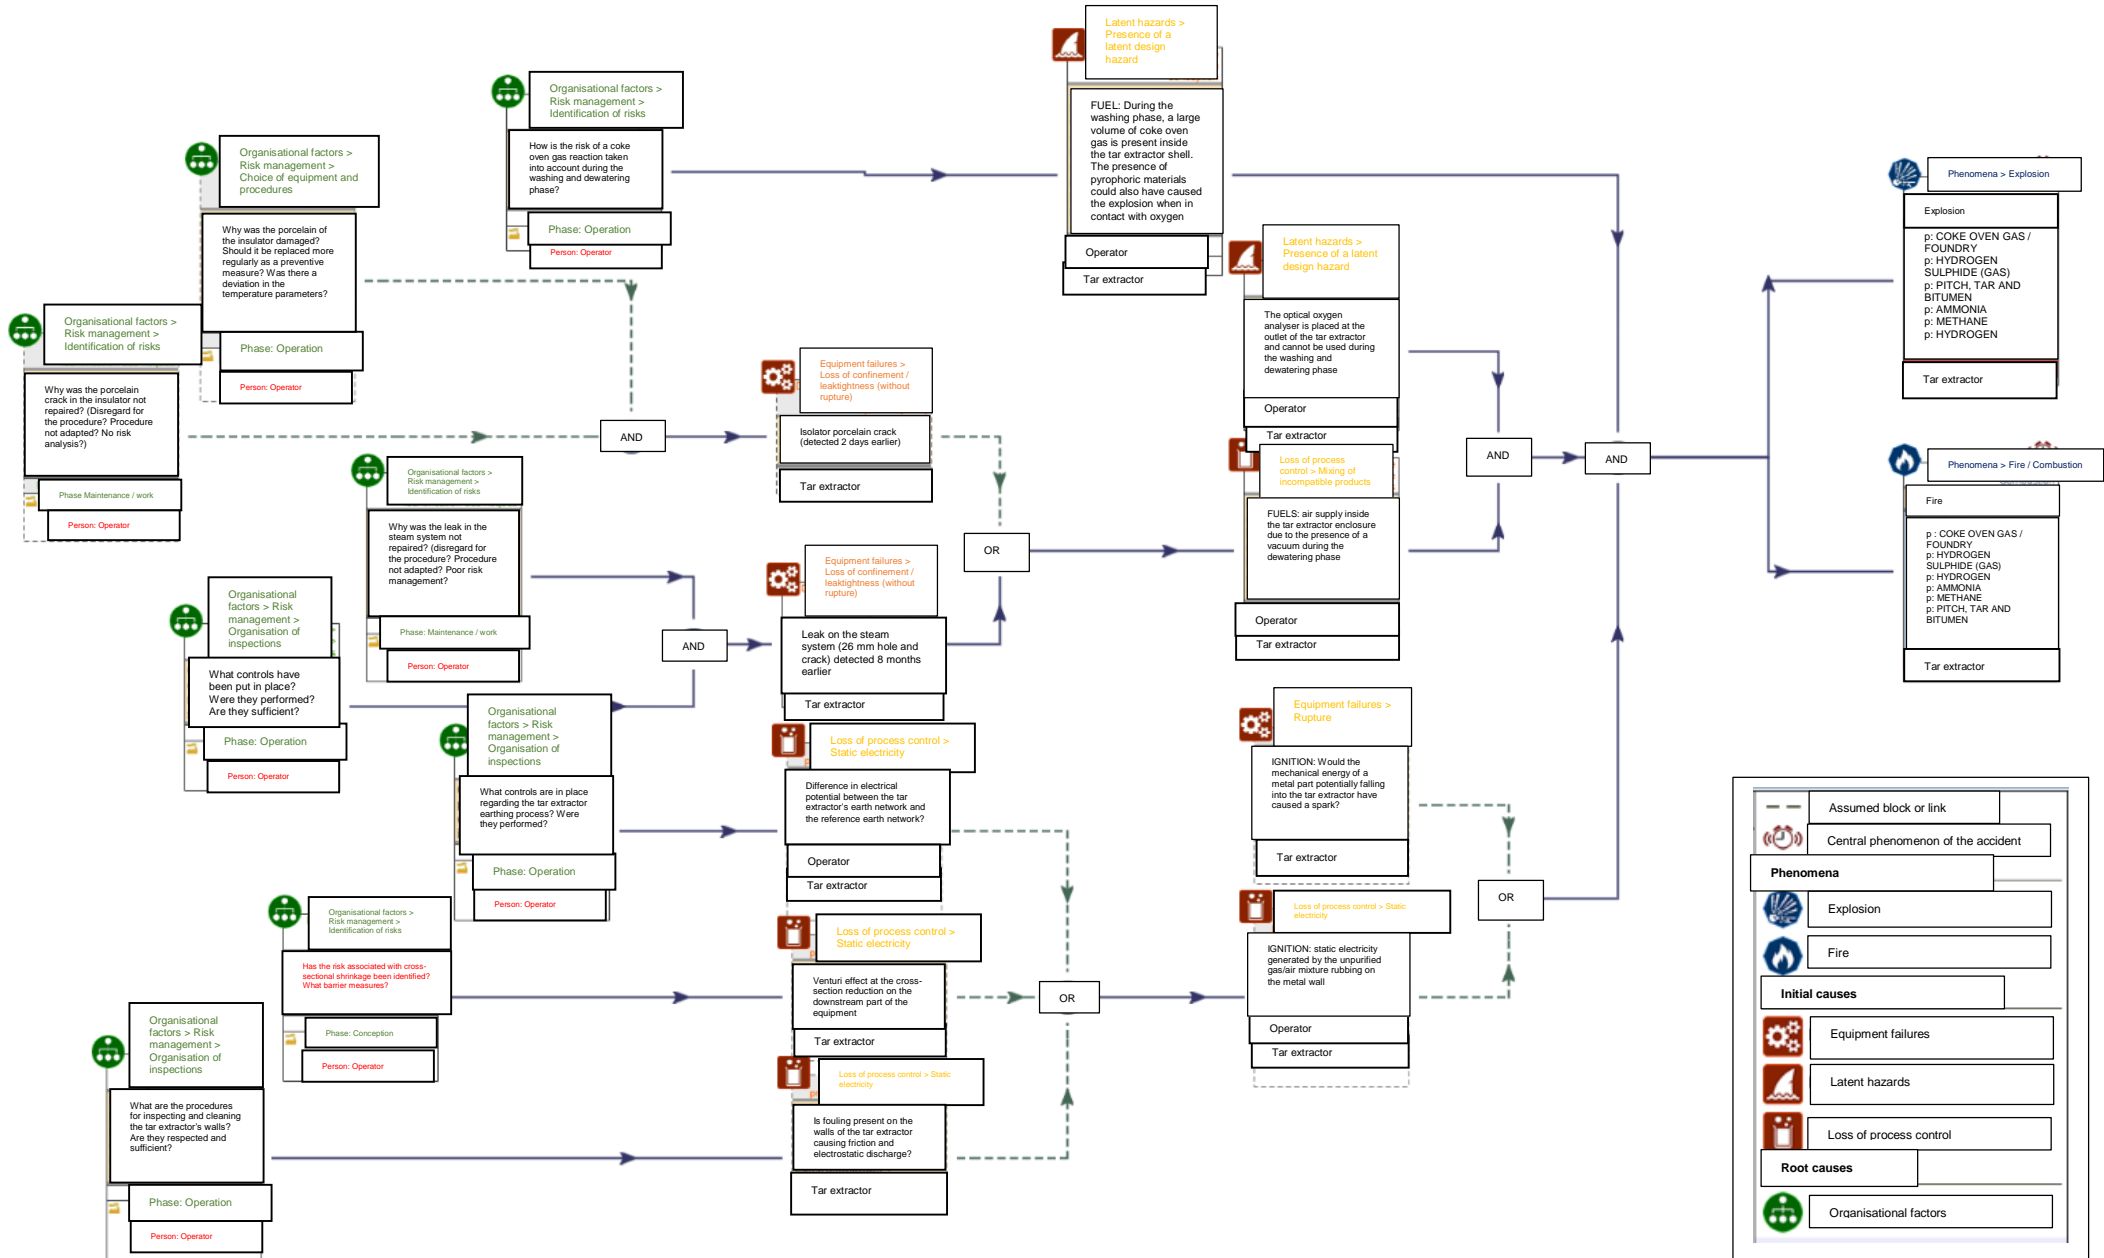 Latent hazards >
Presence of a
latent design
hazard
FUEL: During the
washing phase, a large
volume of coke oven
gas is present inside
the tar extractor shell.
The presence of
pyrophoric materials
could also have caused
the explosion when in
contact with oxygen
Operator
Tar extractor
Organisational factors >
Risk management >
Identification of risks
How is the risk of a coke
oven gas reaction taken
into account during the
washing and dewatering
phase?
Phase: Operation
Person: Operator
Organisational factors >
Risk management >
Choice of equipment and
procedures
Why was the porcelain of
the insulator damaged?
Should it be replaced more
regularly as a preventive
measure? Was there a
deviation in the
temperature parameters?
Phase: Operation
Person: Operator
Organisational factors >
Risk management >
Identification of risks
Why was the porcelain
crack in the insulator not
repaired? (Disregard for
the procedure? Procedure
not adapted? No risk
analysis?)
Phase Maintenance / work
Person: Operator
AND
Equipment failures >
Loss of confinement /
leaktightness (without
rupture)
Isolator porcelain crack
(detected 2 days earlier)
Tar extractor
Latent hazards >
Presence of a latent
design hazard
The optical oxygen
analyser is placed at the
outlet of the tar extractor
and cannot be used during
the washing and
dewatering phase
Operator
Tar extractor
Loss of process
control > Mixing of
incompatible products
FUELS: air supply inside
the tar extractor enclosure
due to the presence of a
vacuum during the
dewatering phase
Operator
Tar extractor
AND
AND
OR
Phenomena > Explosion
Explosion
p: COKE OVEN GAS /
FOUNDRY
p: HYDROGEN
SULPHIDE (GAS)
p: PITCH, TAR AND
BITUMEN
p: AMMONIA
p: METHANE
p: HYDROGEN
Tar extractor
Phenomena > Fire / Combustion
Fire
p : COKE OVEN GAS /
FOUNDRY
p: HYDROGEN
SULPHIDE (GAS)
p: HYDROGEN
p: AMMONIA
p: METHANE
p: PITCH, TAR AND
BITUMEN
Tar extractor
Organisational factors >
Risk management >
Identification of risks
Why was the leak in the
steam system not
repaired? (disregard for
the procedure? Procedure
not adapted? Poor risk
management?
Phase: Maintenance / work
Person: Operator
Organisational
factors > Risk
management >
Organisation of
inspections
What controls have
been put in place?
Were they performed?
Are they sufficient?
Phase: Operation
Person: Operator
AND
Equipment failures >
Loss of confinement /
leaktightness (without
rupture)
Leak on the steam
system (26 mm hole and
crack) detected 8 months
earlier
Tar extractor
Organisational
factors > Risk
management >
Organisation of
inspections
What controls are in place
regarding the tar extractor
earthing process? Were
they performed?
Phase: Operation
Person: Operator
Loss of process control >
Static electricity
Difference in electrical
potential between the tar
extractor's earth network and
the reference earth network?
Operator
Tar extractor
Organisational factors >
Risk management >
Identification of risks
Has the risk associated with cross-
sectional shrinkage been identified?
What barrier measures?
Phase: Conception
Person: Operator
Loss of process control >
Static electricity
Venturi effect at the cross-
section reduction on the
downstream part of the
equipment
Tar extractor
Organisational
factors > Risk
management >
Organisation of
inspections
What are the procedures
for inspecting and cleaning
the tar extractor's walls?
Are they respected and
sufficient?
Phase: Operation
Person: Operator
Loss of process control > Static
electricity
Is fouling present on the
walls of the tar extractor
causing friction and
electrostatic discharge?
Tar extractor
OR
Equipment failures >
Rupture
IGNITION: Would the
mechanical energy of a
metal part potentially falling
into the tar extractor have
caused a spark?
Tar extractor
Loss of process control > Static
electricity
IGNITION: static electricity
generated by the unpurified
gas/air mixture rubbing on
the metal wall
Operator
Tar extractor
OR
Assumed block or link
Central phenomenon of the accident
Phenomena
Explosion
Fire
Initial causes
Equipment failures
Latent hazards
Loss of process control
Root causes
Organisational factors